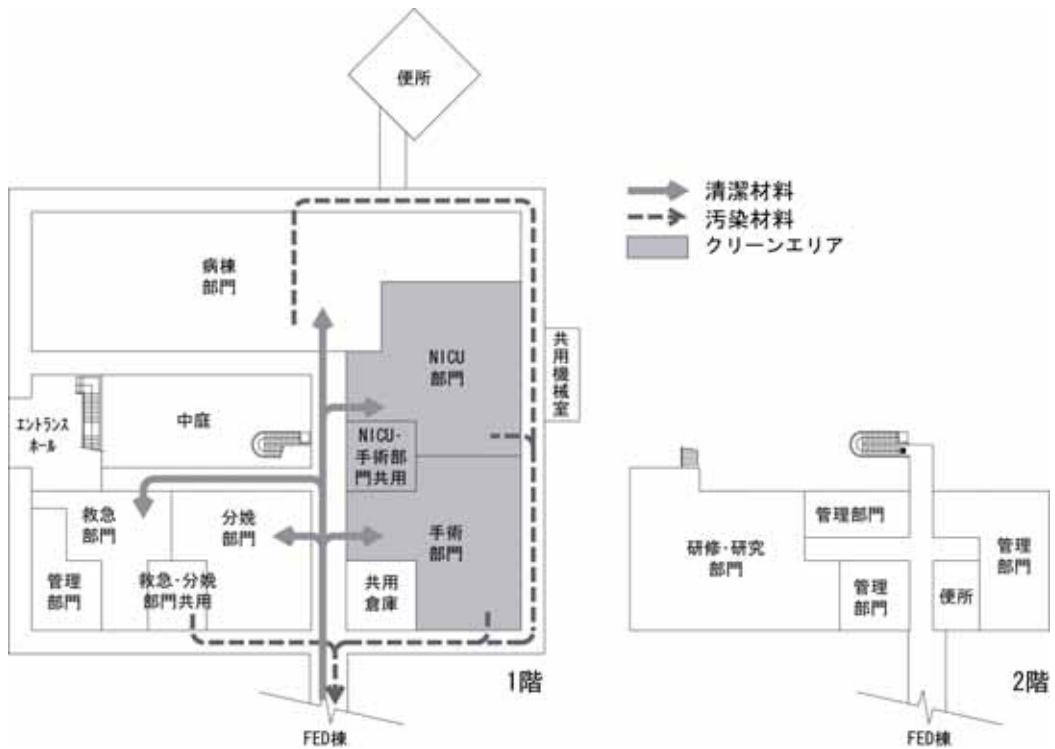 便所
清潔材料
汚染材料
クリーンエリア
病棟
部門
NICU
部門
共用機械室
エントランス
ホール
中庭
NICU・
手術部
門共用
救急
部門
分娩
部門
手術
部門
管理
部門
救急・分娩
部門共用
共用
倉庫
1階
FED棟
管理部門
研修・研究
部門
管理
部門
管理
部門
便所
2階
FED棟